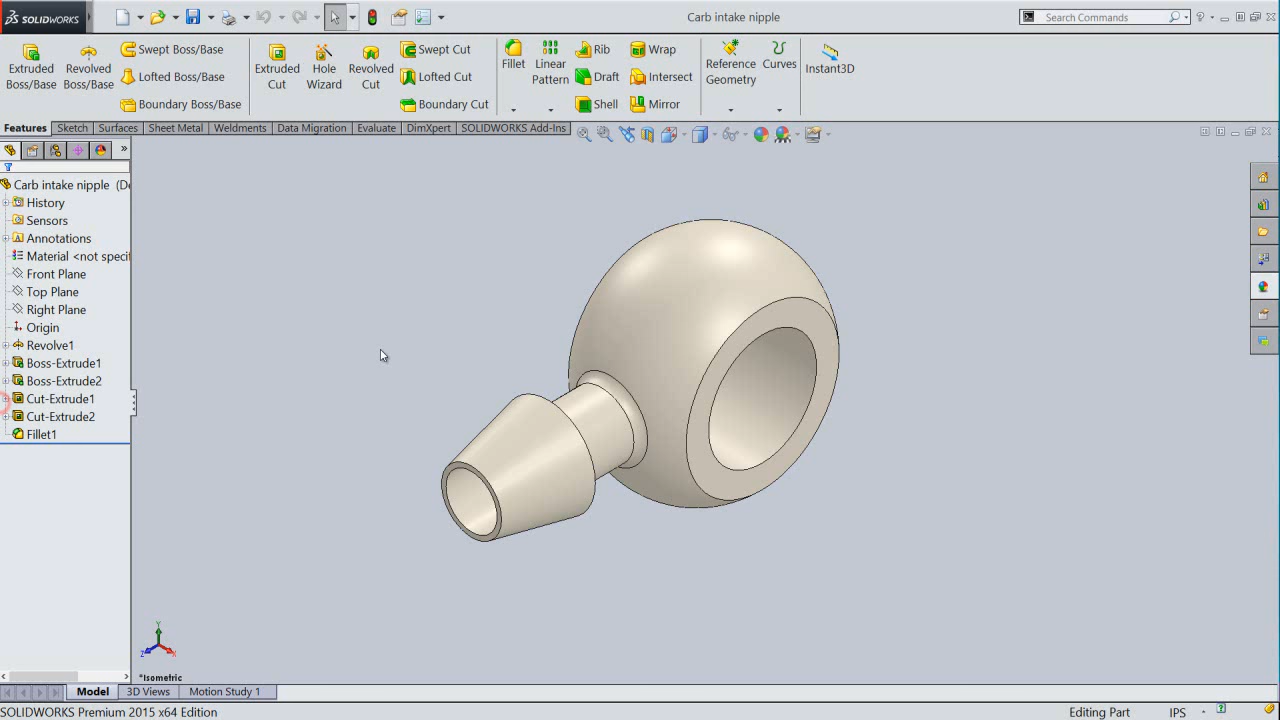 SOLIDWORKS
Carb intake nipple
Search Commands
Extruded Boss/Base
Revolved Boss/Base
Swept Boss/Base
Lofted Boss/Base
Boundary Boss/Base
Extruded Cut
Hole Wizard
Revolved Cut
Swept Cut
Lofted Cut
Boundary Cut
Fillet
Linear Pattern
Rib
Draft
Shell
Wrap
Intersect
Mirror
Reference Geometry
Curves
Instant3D
Features Sketch Surfaces Sheet Metal Weldments Data Migration Evaluate DimXpert SOLIDWORKS Add-Ins
Carb intake nipple (De
History
Sensors
Annotations
Material <not specif
Front Plane
Top Plane
Right Plane
Origin
Revolve1
Boss-Extrude1
Boss-Extrude2
Cut-Extrude1
Cut-Extrude2
Fillet1
Y
Z X
*Isometric
Model 3D Views Motion Study 1
SOLIDWORKS Premium 2015 x64 Edition Editing Part IPS